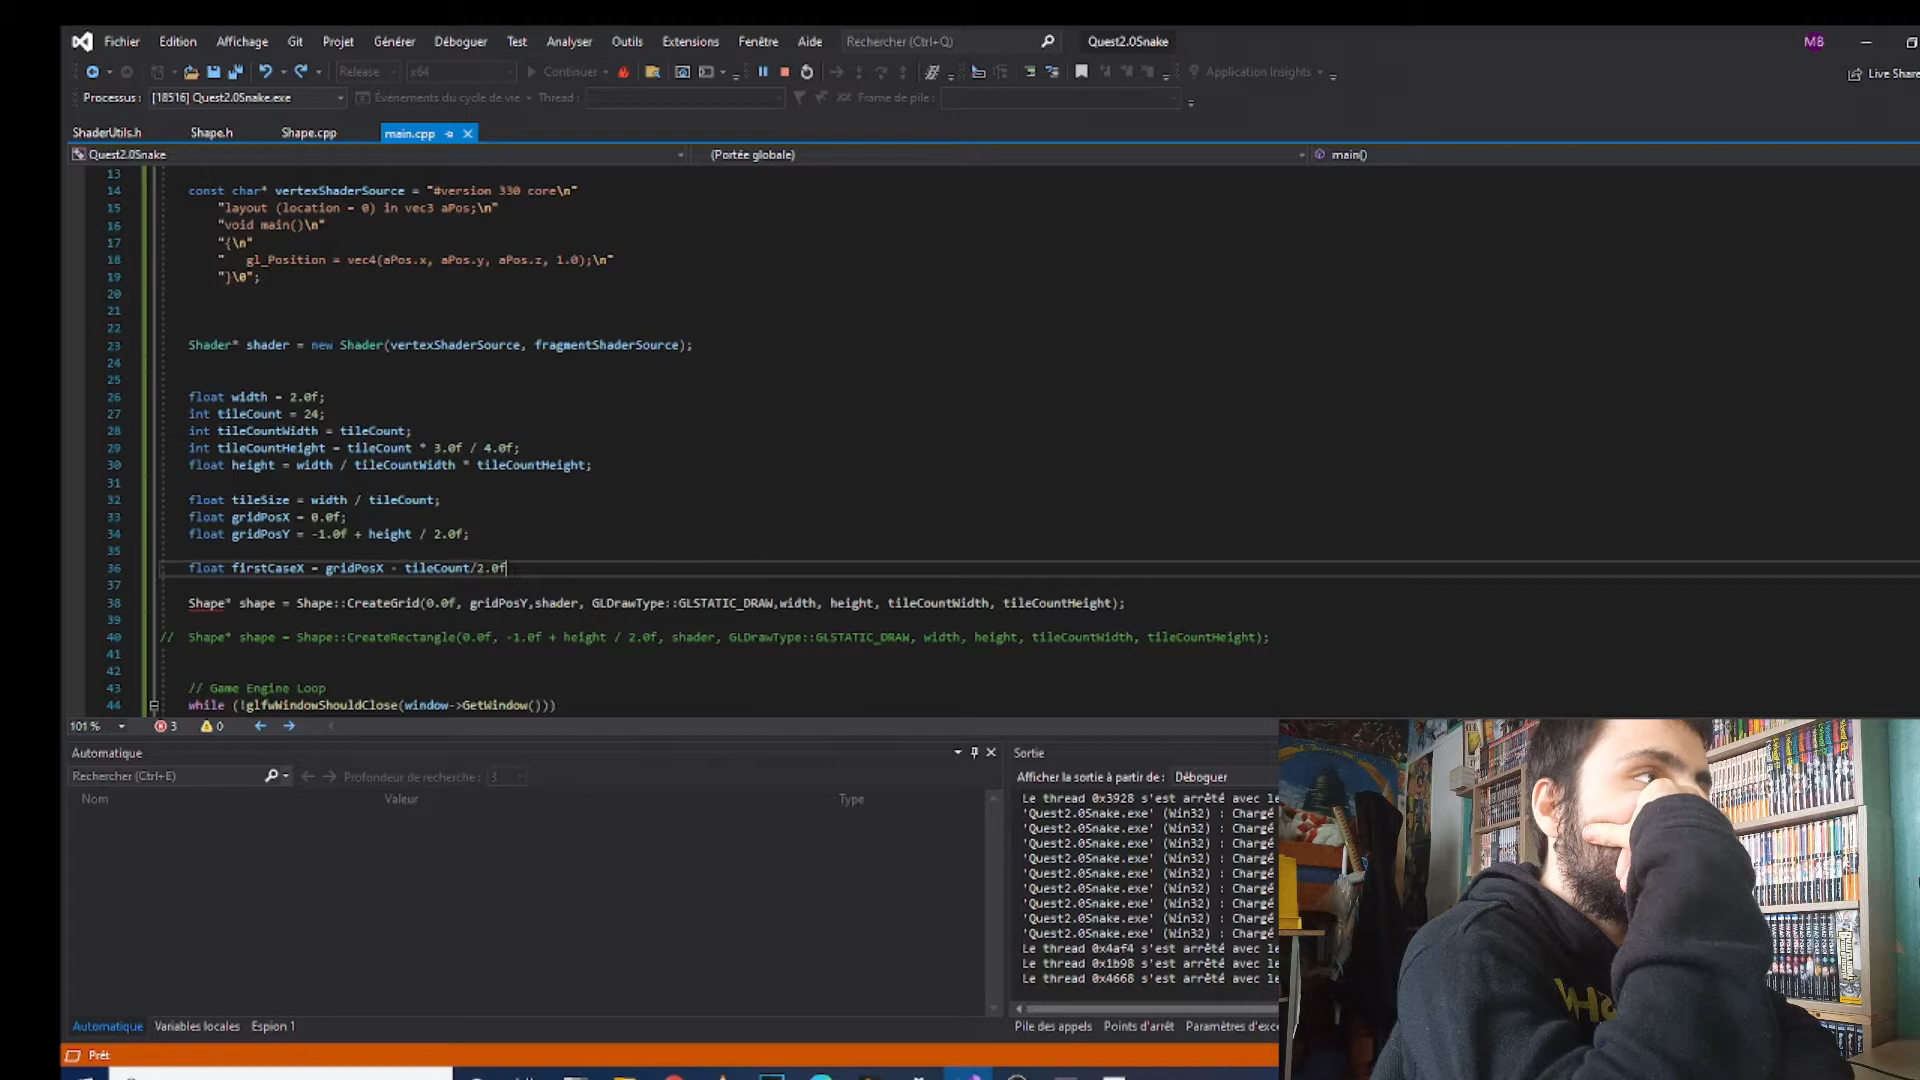 Fichier Edition Affichage Git Projet Générer Déboguer Test Analyser Outils Extensions Fenêtre Aide Rechercher (Ctrl+Q) Quest2.0Snake MB
Release x64 Continuer Application Insights Live Share
Processus : [18516] Quest2.0Snake.exe Événements du cycle de vie Thread : Frame de pile :
ShaderUtils.h Shape.h Shape.cpp main.cpp
Quest2.0Snake (Portée globale) main()
13
14 const char* vertexShaderSource = "#version 330 core\n"
15 "layout (location = 0) in vec3 aPos;\n"
16 "void main()\n"
17 "{\n"
18 " gl_Position = vec4(aPos.x, aPos.y, aPos.z, 1.0);\n"
19 "}\0";
20
21
22
23 Shader* shader = new Shader(vertexShaderSource, fragmentShaderSource);
24
25
26 float width = 2.0f;
27 int tileCount = 24;
28 int tileCountWidth = tileCount;
29 int tileCountHeight = tileCount * 3.0f / 4.0f;
30 float height = width / tileCountWidth * tileCountHeight;
31
32 float tileSize = width / tileCount;
33 float gridPosX = 0.0f;
34 float gridPosY = -1.0f + height / 2.0f;
35
36 float firstCaseX = gridPosX - tileCount/2.0f
37
38 Shape* shape = Shape::CreateGrid(0.0f, gridPosY,shader, GLDrawType::GLSTATIC_DRAW,width, height, tileCountWidth, tileCountHeight);
39
40 // Shape* shape = Shape::CreateRectangle(0.0f, -1.0f + height / 2.0f, shader, GLDrawType::GLSTATIC_DRAW, width, height, tileCountWidth, tileCountHeight);
41
42
43 // Game Engine Loop
44 while (!glfwWindowShouldClose(window->GetWindow()))
101 % 3 0
Automatique
Rechercher (Ctrl+E) Profondeur de recherche : 3
Nom Valeur Type
Automatique Variables locales Espion 1
Sortie
Afficher la sortie à partir de : Déboguer
Le thread 0x3928 s'est arrêté avec le
'Quest2.0Snake.exe' (Win32) : Chargé
'Quest2.0Snake.exe' (Win32) : Chargé
'Quest2.0Snake.exe' (Win32) : Chargé
'Quest2.0Snake.exe' (Win32) : Chargé
'Quest2.0Snake.exe' (Win32) : Chargé
'Quest2.0Snake.exe' (Win32) : Chargé
'Quest2.0Snake.exe' (Win32) : Chargé
'Quest2.0Snake.exe' (Win32) : Chargé
'Quest2.0Snake.exe' (Win32) : Chargé
Le thread 0x4af4 s'est arrêté avec le
Le thread 0x1b98 s'est arrêté avec le
Le thread 0x4668 s'est arrêté avec le
Pile des appels Points d'arrêt Paramètres d'exce
Prêt